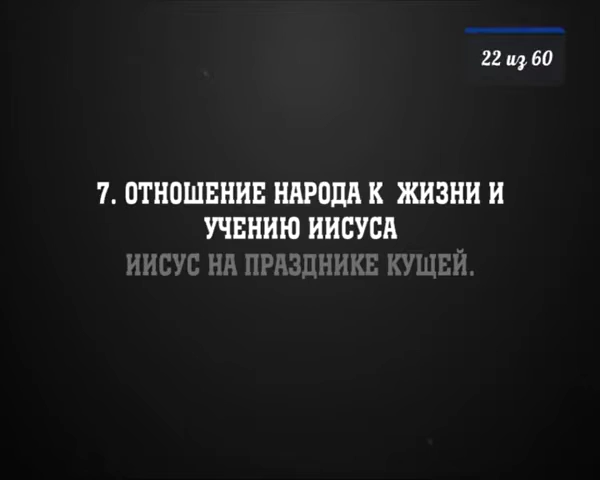 22 из 60
7. ОТНОШЕНИЕ НАРОДА К ЖИЗНИ И
УЧЕНИЮ ИИСУСА
ИИСУС НА ПРАЗДНИКЕ КУЩЕЙ.